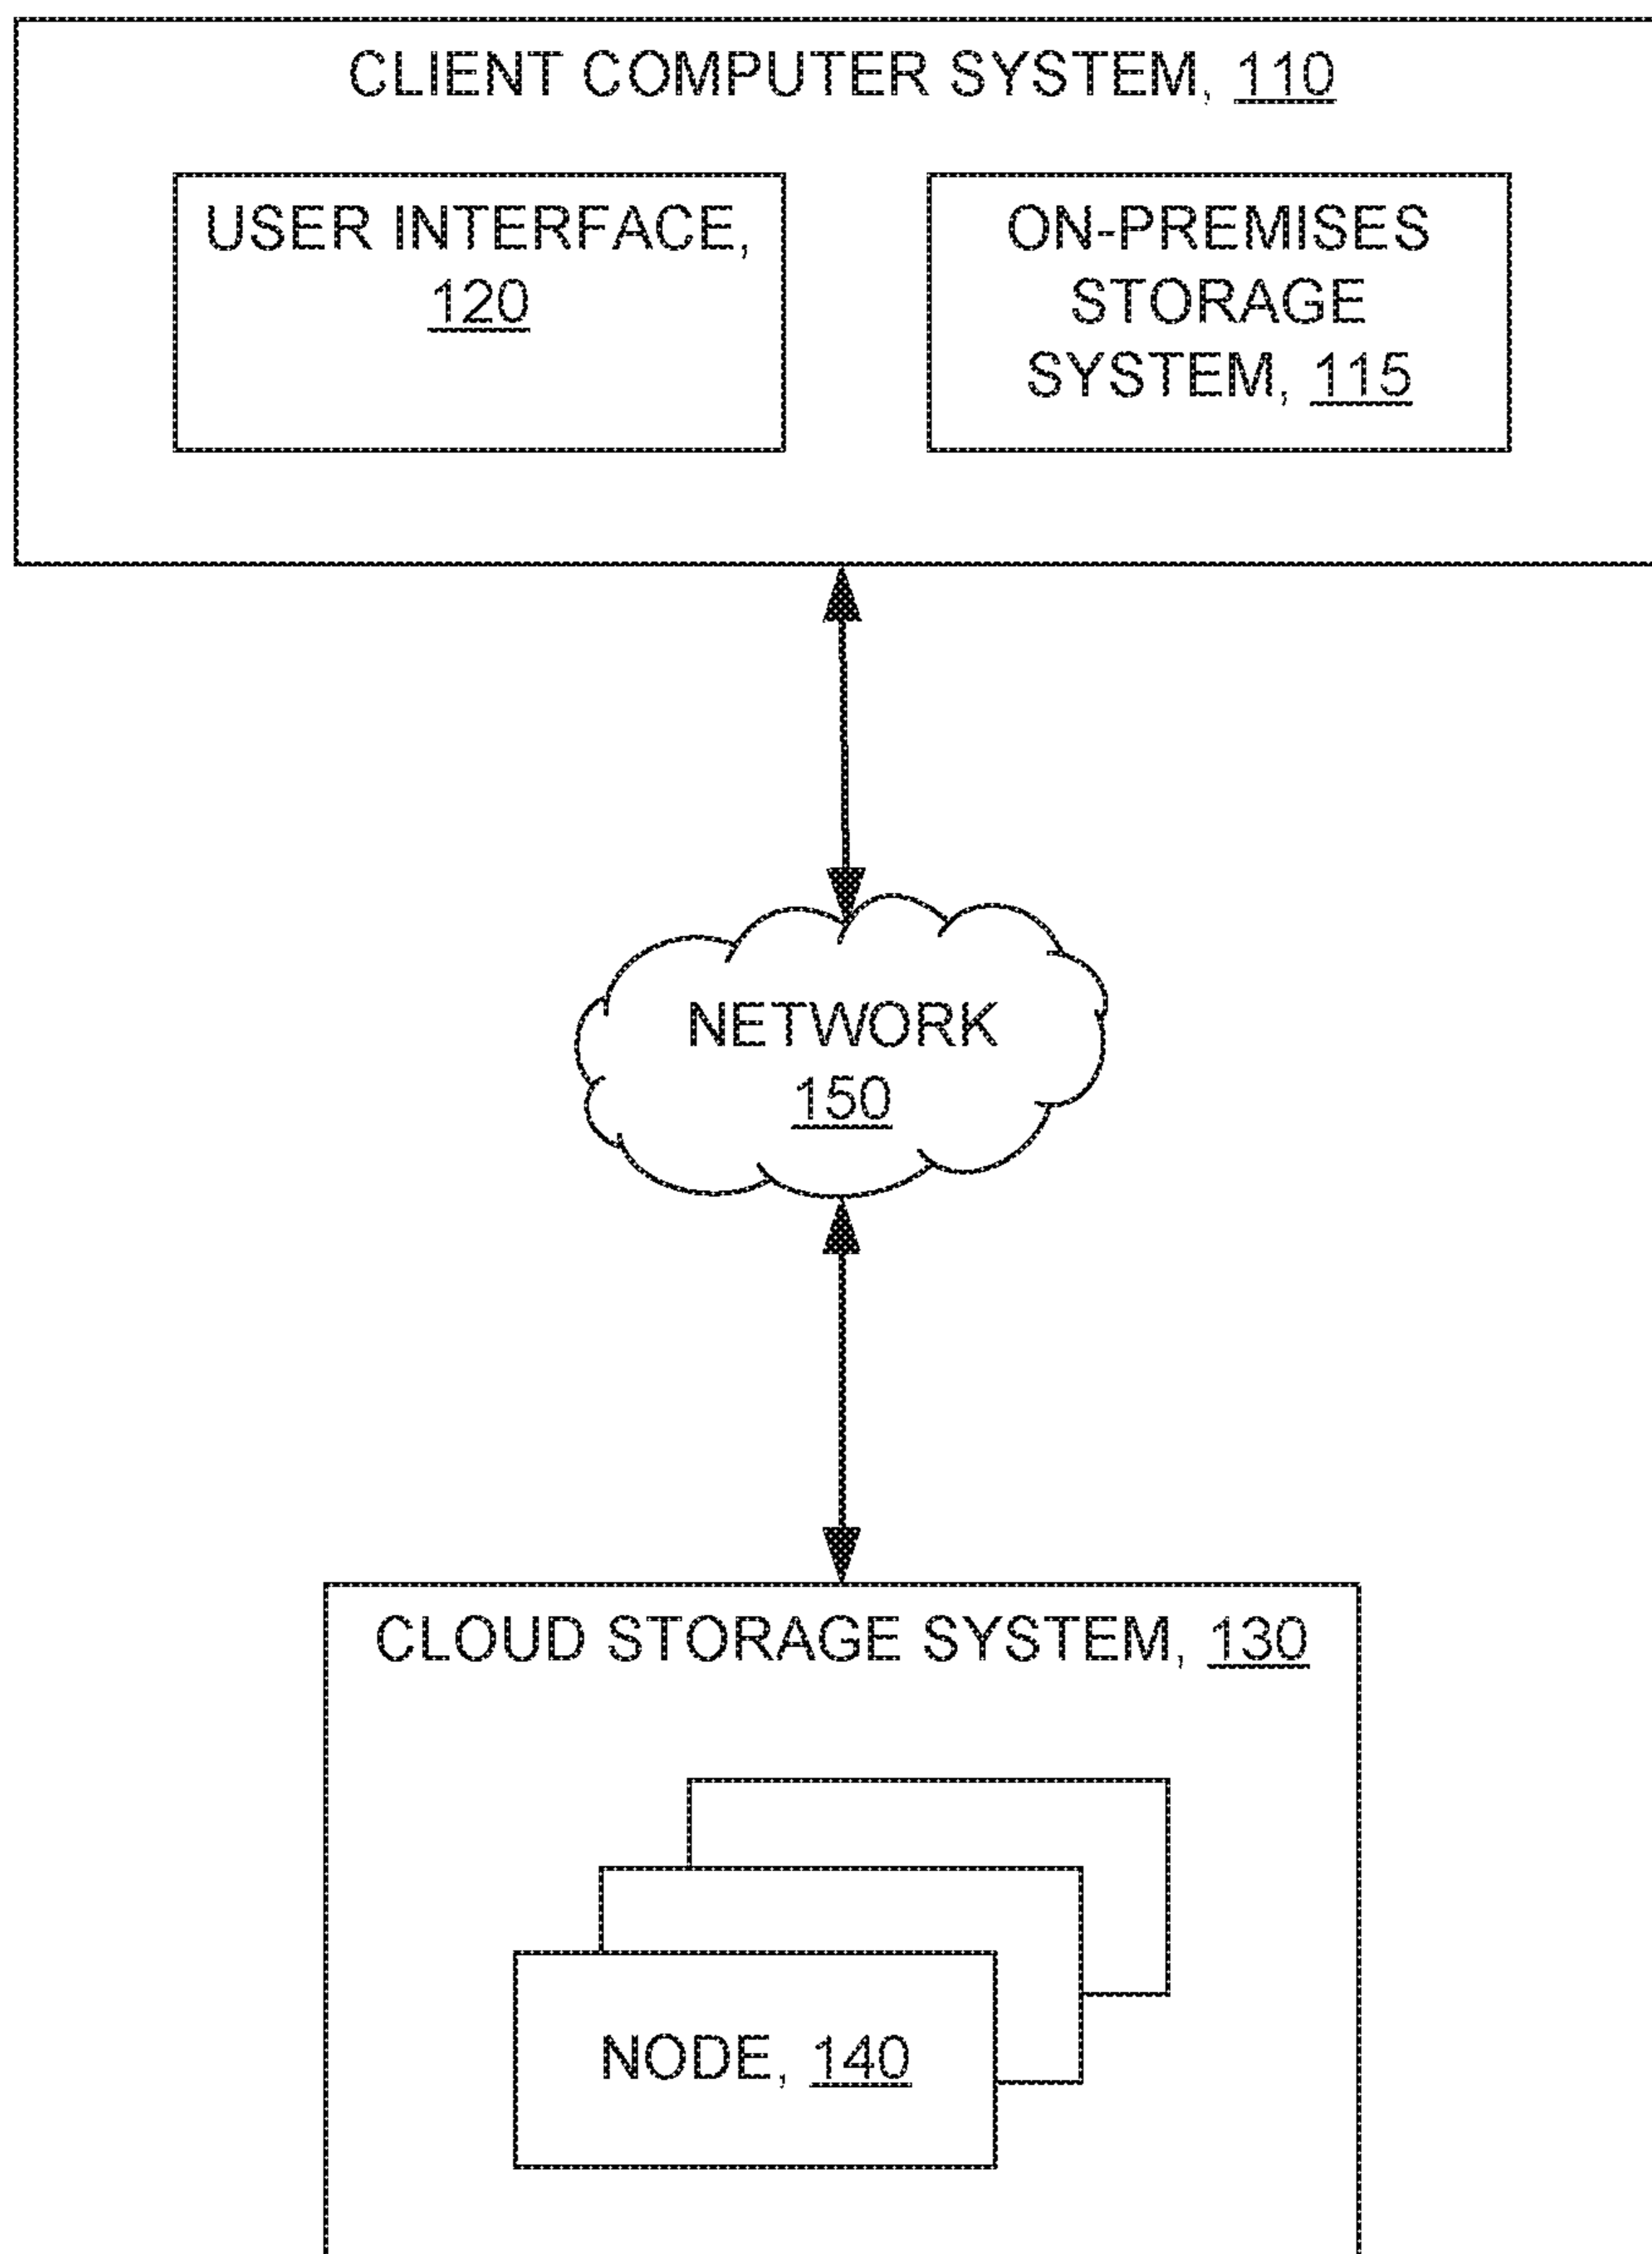 CLIENT COMPUTER SYSTEM, 110
USER INTERFACE,
120
ON-PREMISES
STORAGE
SYSTEM, 115
NETWORK
150
CLOUD STORAGE SYSTEM, 130
NODE, 140